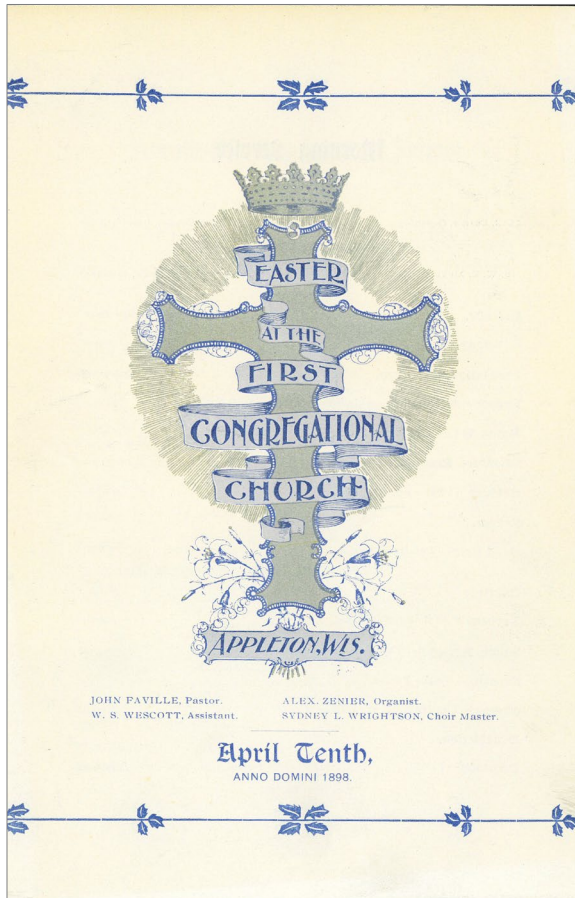 EASTER
AT THE
FIRST
CONGREGATIONAL
CHURCH
APPLETON, WIS.
JOHN FAVILLE, Pastor. ALEX. ZENIER, Organist.
W. S. WESCOTT, Assistant. SYDNEY L. WRIGHTSON, Choir Master.
April Tenth,
ANNO DOMINI 1898.